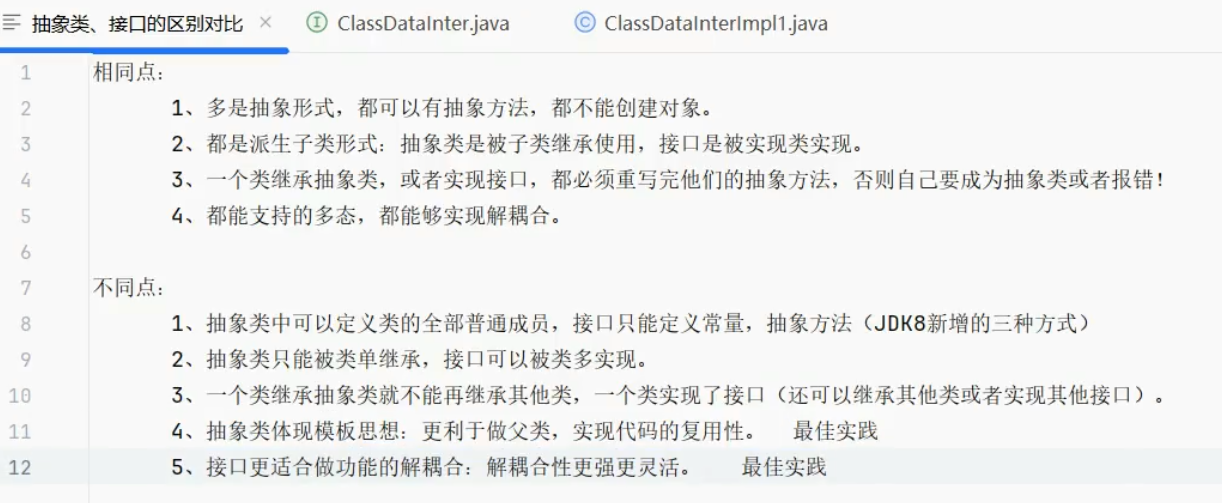 抽象类、接口的区别对比 × ClassDataInter.java ClassDataInterImpl1.java
1 相同点：
2 1、多是抽象形式，都可以有抽象方法，都不能创建对象。
3 2、都是派生子类形式：抽象类是被子类继承使用，接口是被实现类实现。
4 3、一个类继承抽象类，或者实现接口，都必须重写完他们的抽象方法，否则自己要成为抽象类或者报错！
5 4、都能支持的多态，都能够实现解耦合。
6
7 不同点：
8 1、抽象类中可以定义类的全部普通成员，接口只能定义常量，抽象方法（JDK8新增的三种方式）
9 2、抽象类只能被类单继承，接口可以被类多实现。
10 3、一个类继承抽象类就不能再继承其他类，一个类实现了接口（还可以继承其他类或者实现其他接口）。
11 4、抽象类体现模板思想：更利于做父类，实现代码的复用性。 最佳实践
12 5、接口更适合做功能的解耦合：解耦合性更强更灵活。 最佳实践